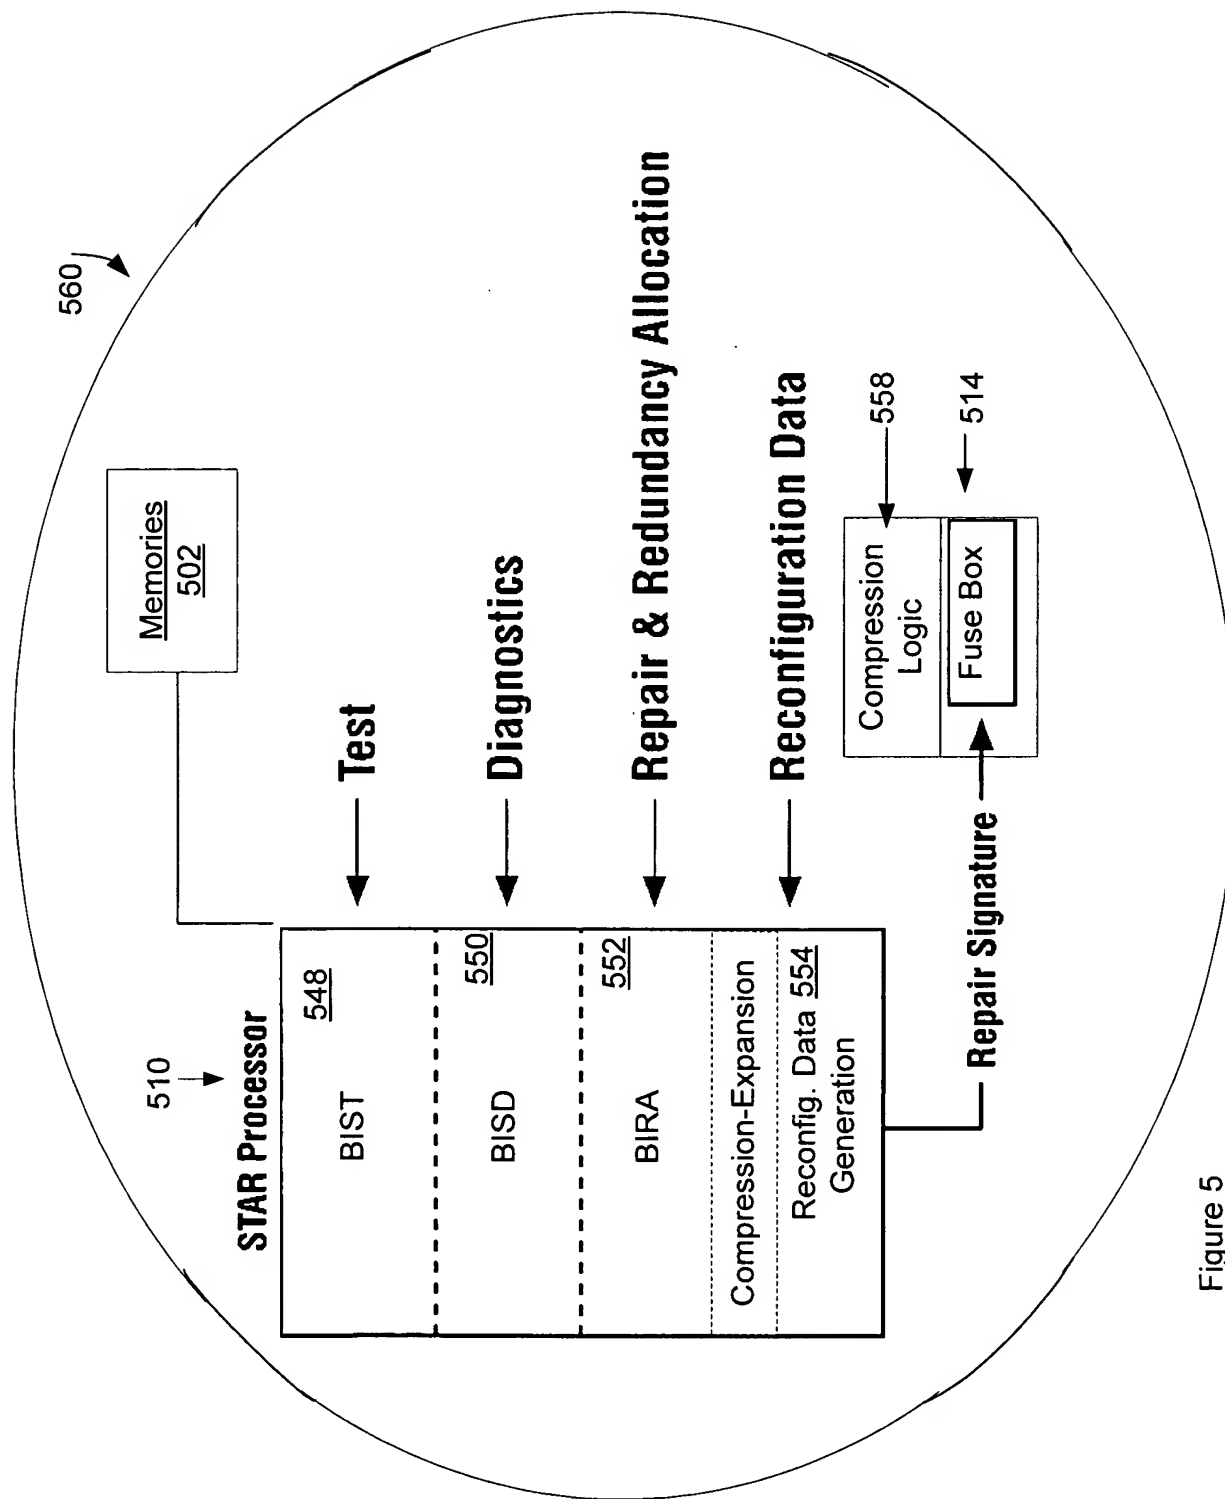 560
Memories
502
510
STAR Processor
BIST
548
Test
BISD
550
Diagnostics
BIRA
552
Repair & Redundancy Allocation
Compression-Expansion
Reconfig. Data 554
Generation
Reconfiguration Data
Compression
Logic
558
Fuse Box
514
Repair Signature
Figure 5